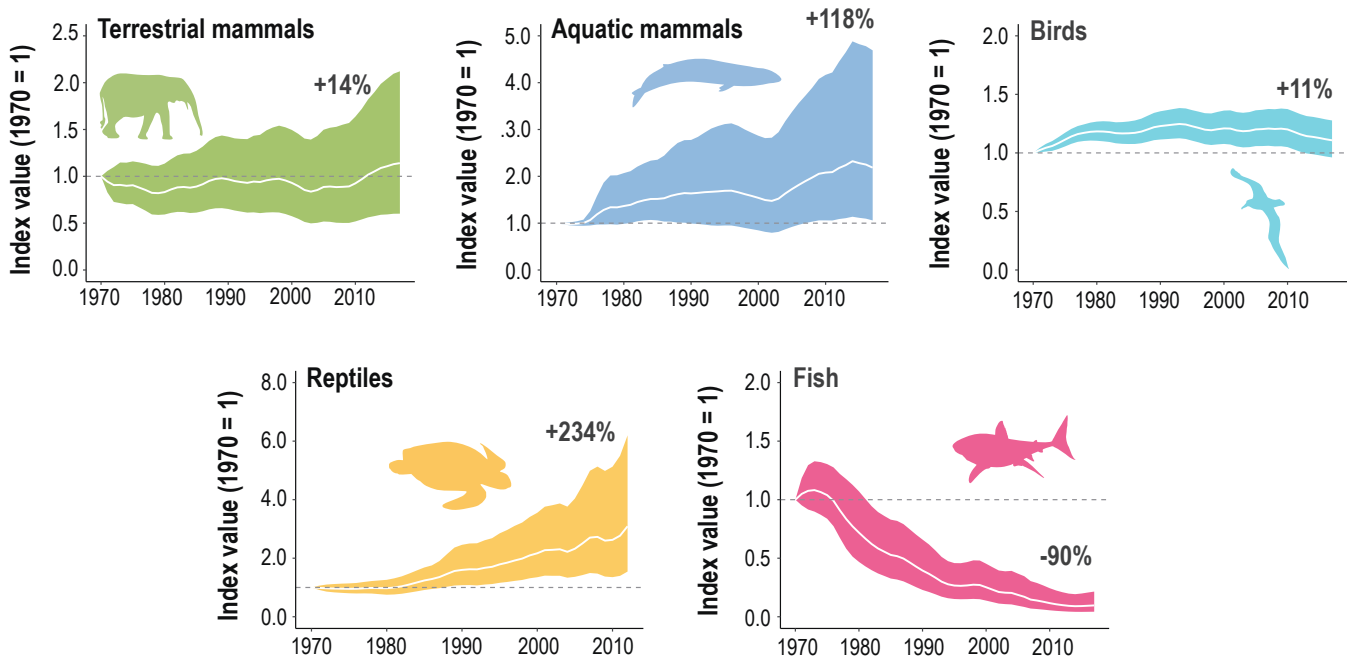 Terrestrial mammals
+14%
Index value (1970 = 1)
2.5
2.0
1.5
1.0
0.5
0.0
1970 1980 1990 2000 2010
Aquatic mammals
+118%
Index value (1970 = 1)
5.0
4.0
.3.0
2.0
1.0
0.0
1970 1980 1990 2000 2010
Birds
+11%
Index value (1970 = 1)
2.0
1.5
1.0
0.5
0.0
1970 1980 1990 2000 2010
Reptiles
+234%
Index value (1970 = 1)
8.0
6.0
4.0
2.0
1.0
0.0
1970 1980 1990 2000 2010
Fish
-90%
Index value (1970 = 1)
2.0
1.5
1.0
0.5
0.0
1970 1980 1990 2000 2010